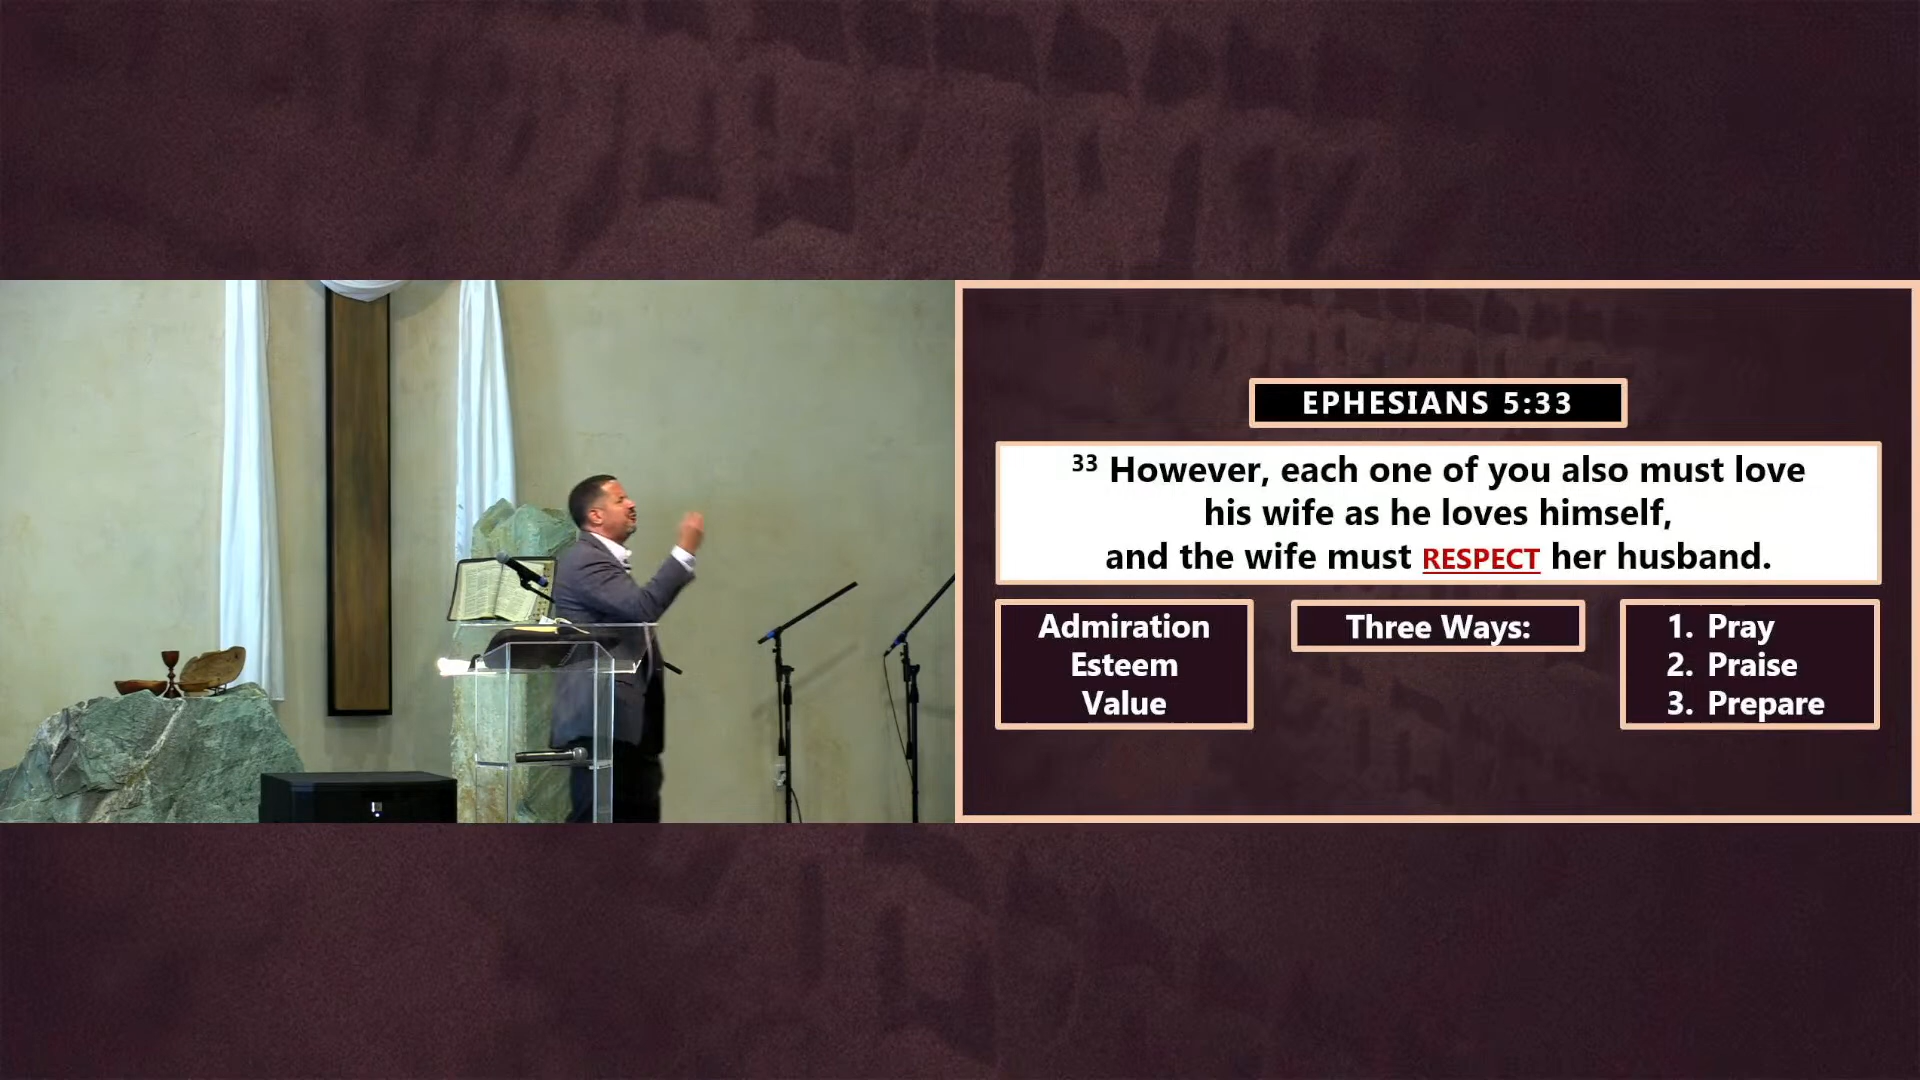 EPHESIANS 5:33
33 However, each one of you also must love
his wife as he loves himself,
and the wife must RESPECT her husband.
Admiration
Esteem
Value
Three Ways:
1. Pray
2. Praise
3. Prepare